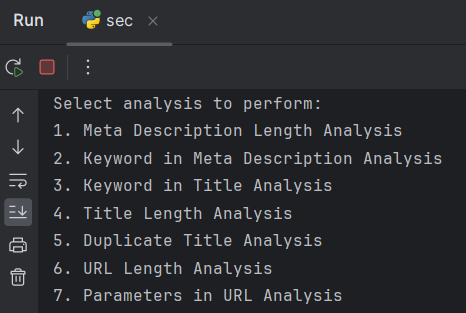 Run sec
Select analysis to perform:
1. Meta Description Length Analysis
2. Keyword in Meta Description Analysis
3. Keyword in Title Analysis
4. Title Length Analysis
5. Duplicate Title Analysis
6. URL Length Analysis
7. Parameters in URL Analysis